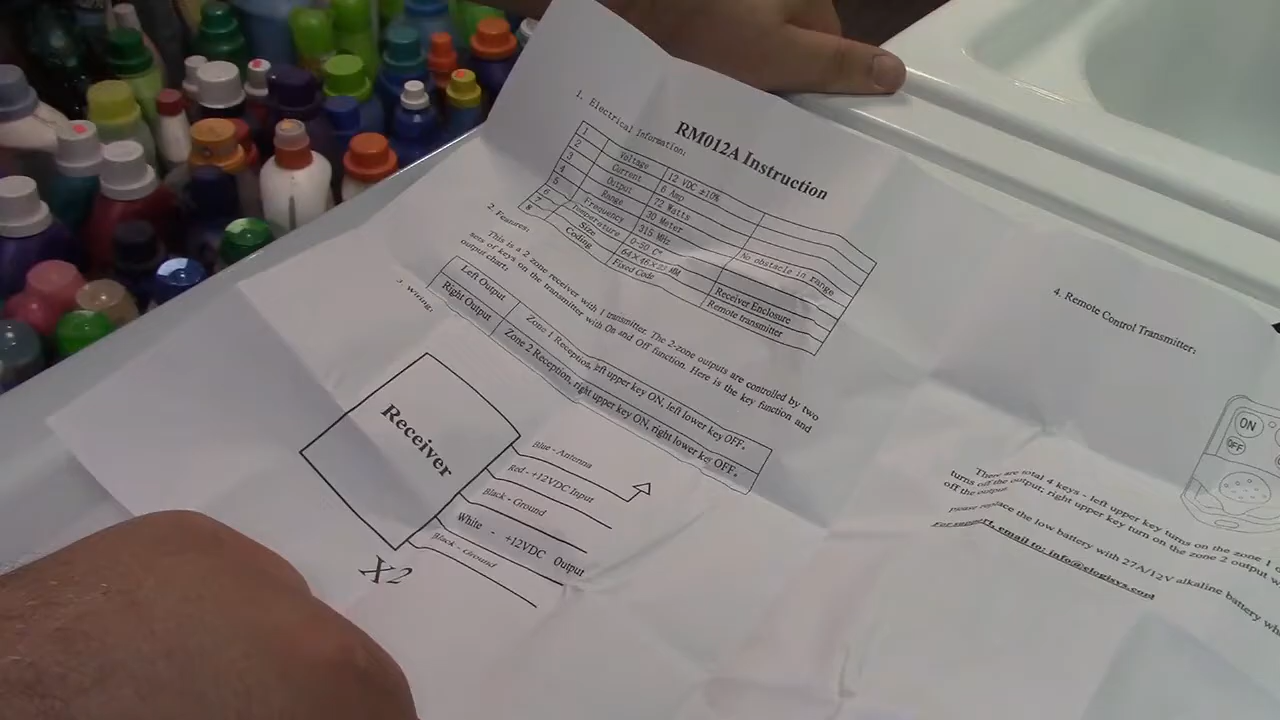 RM012A Instruction
1. Electrical Information:
1 Voltage 12 VDC ±10%
2 Current 6 Amp
3 Output 72 Watts
4 Range 30 Meter No obstacle in range
5 Frequency 315 MHz
6 Temperature 0-50 C°
7 Size 64×46×27 MM Receiver Enclosure
8 Coding Fixed Code Remote transmitter
2. Features:
This is a 2 zone receiver with 1 transmitter. The 2-zone outputs are controlled by two
sets of keys on the transmitter with On and Off function. Here is the key function and
output chart:
Left Output Zone 1 Reception, left upper key ON, left lower key OFF.
Right Output Zone 2 Reception, right upper key ON, right lower key OFF.
3. Wiring:
Receiver
Blue - Antenna
Red - +12VDC Input
Black - Ground
White - +12VDC Output
Black - Ground
X2
4. Remote Control Transmitter:
ON
OFF
There are total 4 keys - left upper key turns on the zone 1
turns off the output; right upper key turn on the zone 2 output
off the output.
Please replace the low battery with 27A/12V alkaline battery
For support, email to: info@elogisys.com